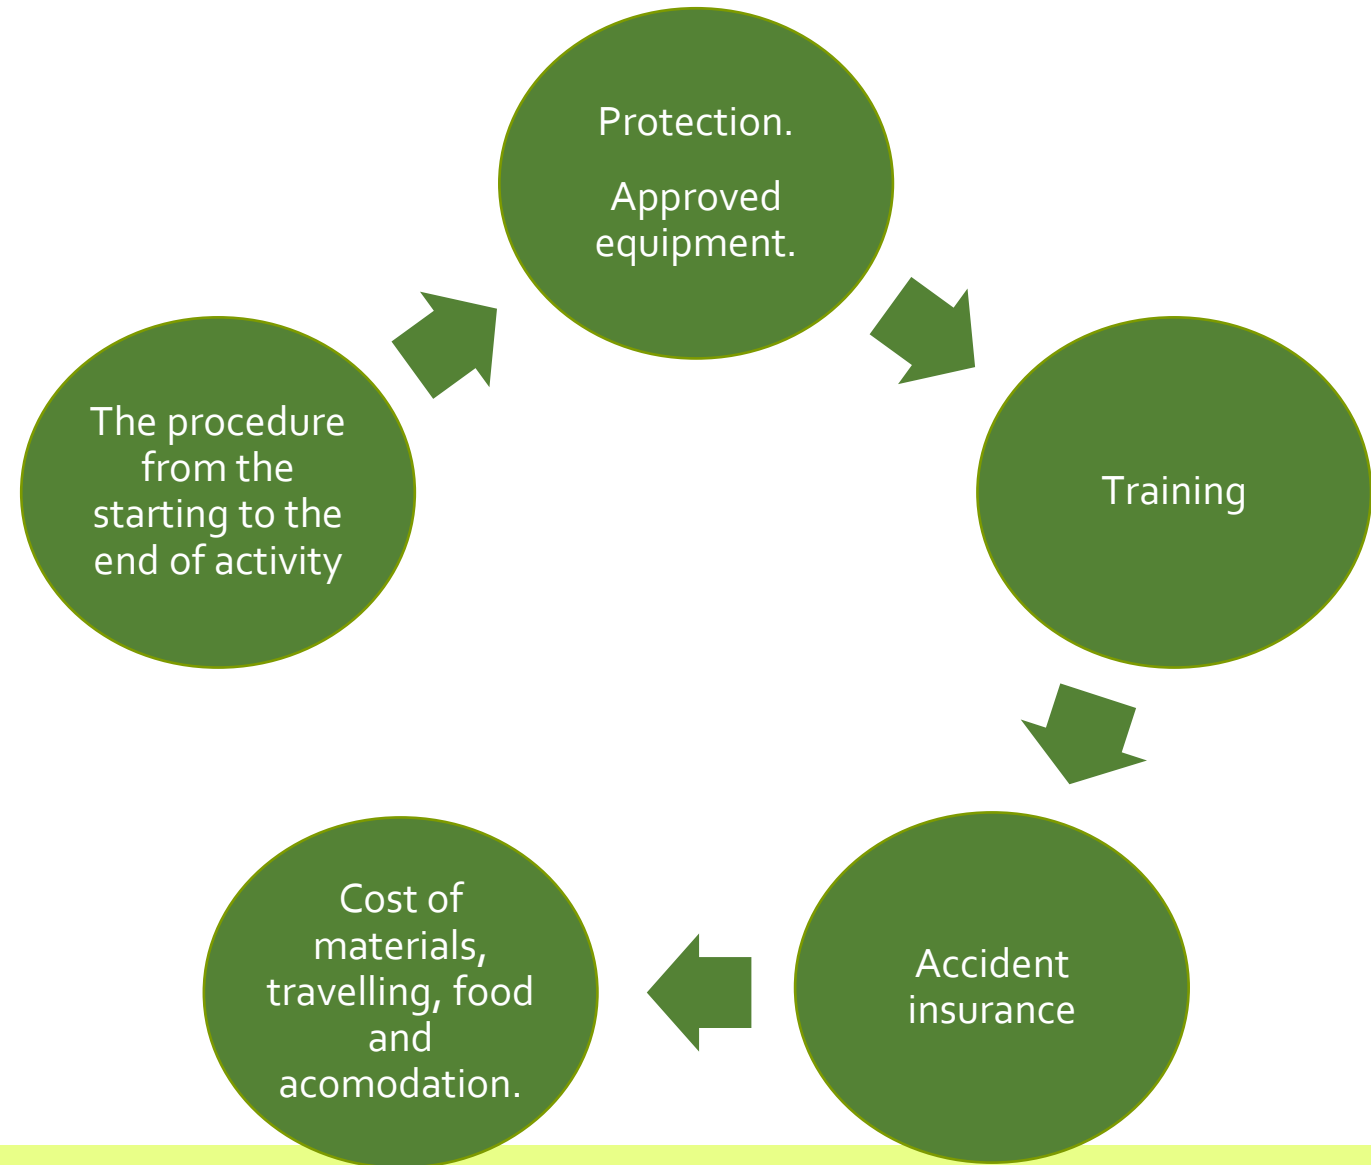 Protection.
Approved
equipment.
Training
Accident
insurance
Cost of
materials,
travelling, food
and
acomodation.
The procedure
from the
starting to the
end of activity